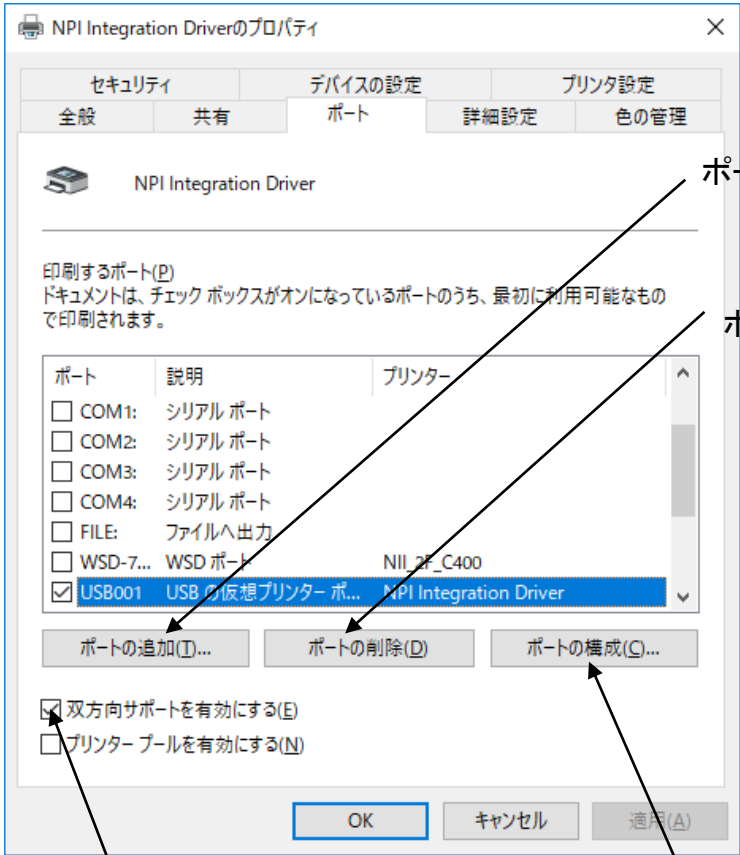 NPI Integration Driverのプロパティ
セキュリティ デバイスの設定 プリンタ設定
全般 共有 ポート 詳細設定 色の管理
NPI Integration Driver
ポー
印刷するポート(P)
ドキュメントは、チェック ボックスがオンになっているポートのうち、最初に利用可能なもの
で印刷されます。
ポート 説明 プリンター
COM1: シリアル ポート
COM2: シリアル ポート
COM3: シリアル ポート
COM4: シリアル ポート
FILE: ファイルへ出力
WSD-7... WSD ポート NII_2F_C400
USB001 USB の仮想プリンター ポ... NPI Integration Driver
ポートの追加(T)... ポートの削除(D) ポートの構成(C)...
双方向サポートを有効にする(E)
プリンター プールを有効にする(N)
OK キャンセル 適用(A)